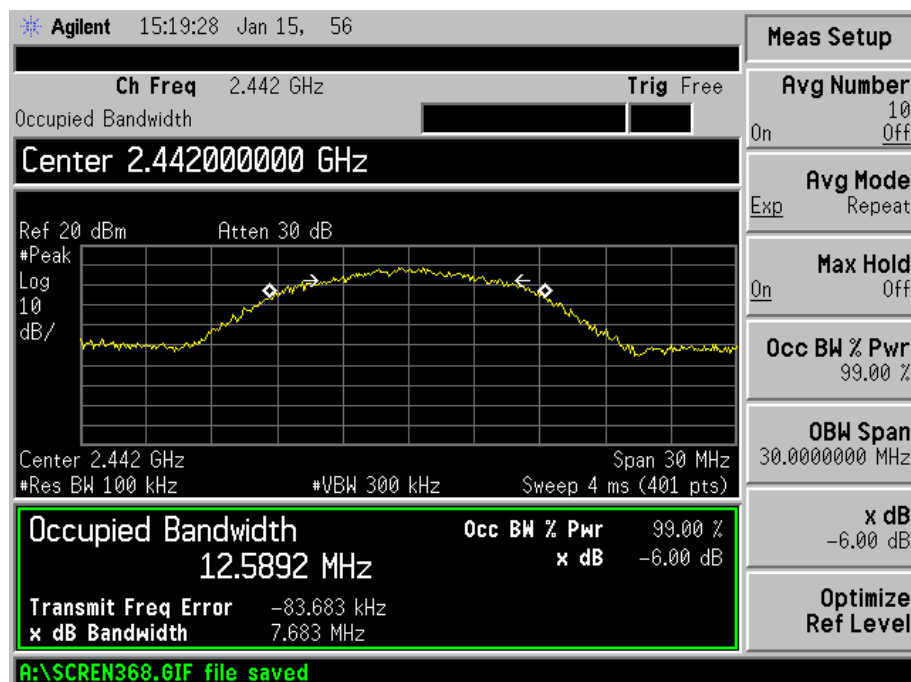 Agilent 15:19:28 Jan 15, 56
Ch Freq 2.442 GHz Trig Free
Occupied Bandwidth
Center 2.442000000 GHz
Ref 20 dBm Atten 30 dB
#Peak
Log
10
dB/
Center 2.442 GHz Span 30 MHz
#Res BW 100 kHz #VBW 300 kHz Sweep 4 ms (401 pts)
Occupied Bandwidth Occ BW % Pwr 99.00 %
12.5892 MHz x dB -6.00 dB
Transmit Freq Error -83.683 kHz
x dB Bandwidth 7.683 MHz
A:\SCREN368.GIF file saved
Meas Setup
Avg Number
10
On Off
Avg Mode
Exp Repeat
Max Hold
On Off
Occ BW % Pwr
99.00 %
OBW Span
30.0000000 MHz
x dB
-6.00 dB
Optimize
Ref Level